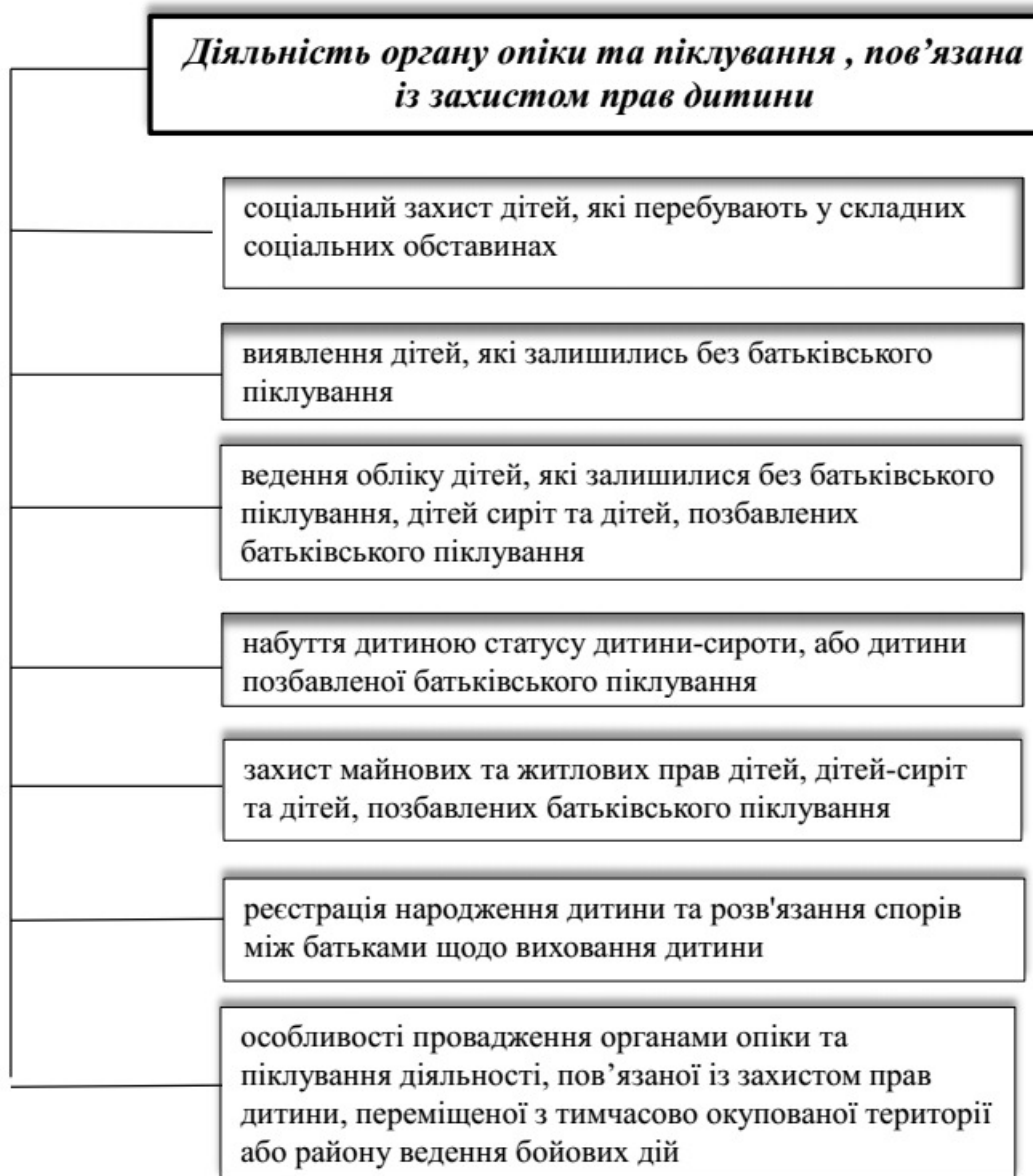 Діяльність органу опіки та піклування , пов’язана
із захистом прав дитини
соціальний захист дітей, які перебувають у складних
соціальних обставинах
виявлення дітей, які залишились без батьківського
піклування
ведення обліку дітей, які залишилися без батьківського
піклування, дітей сиріт та дітей, позбавлених
батьківського піклування
набуття дитиною статусу дитини-сироти, або дитини
позбавленої батьківського піклування
захист майнових та житлових прав дітей, дітей-сиріт
та дітей, позбавлених батьківського піклування
реєстрація народження дитини та розв'язання спорів
між батьками щодо виховання дитини
особливості провадження органами опіки та
піклування діяльності, пов’язаної із захистом прав
дитини, переміщеної з тимчасово окупованої території
або району ведення бойових дій